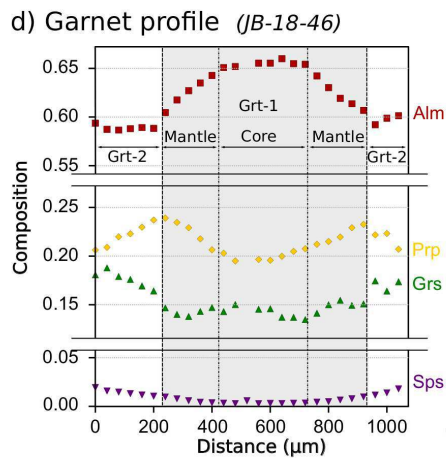 d) Garnet profile (JB-18-46)
0.65
0.60
0.55
Alm
Grt-1
Mantle Core Mantle
Grt-2 Grt-2
Composition
0.25
0.20
0.15
Prp
Grs
0.05
0.00
Sps
0 200 400 600 800 1000
Distance (μm)